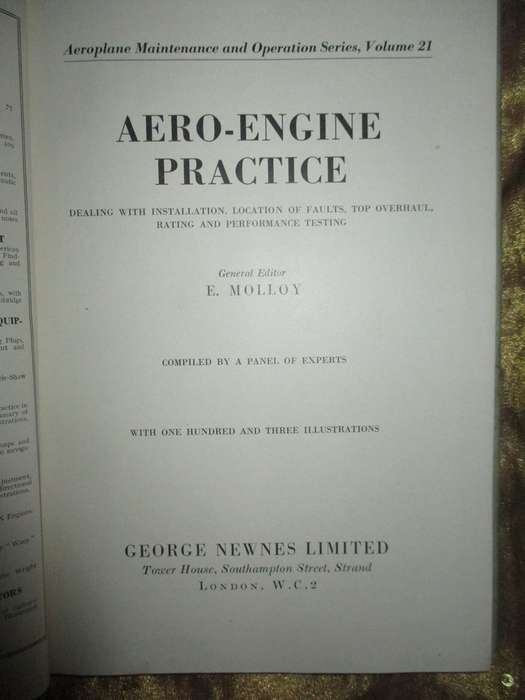 Aeroplane Maintenance and Operation Series, Volume 21
AERO-ENGINE
PRACTICE
DEALING WITH INSTALLATION, LOCATION OF FAULTS, TOP OVERHAUL,
RATING AND PERFORMANCE TESTING
General Editor
E. MOLLOY
COMPILED BY A PANEL OF EXPERTS
WITH ONE HUNDRED AND THREE ILLUSTRATIONS
GEORGE NEWNES LIMITED
Tower House, Southampton Street, Strand
LONDON, W.C.2